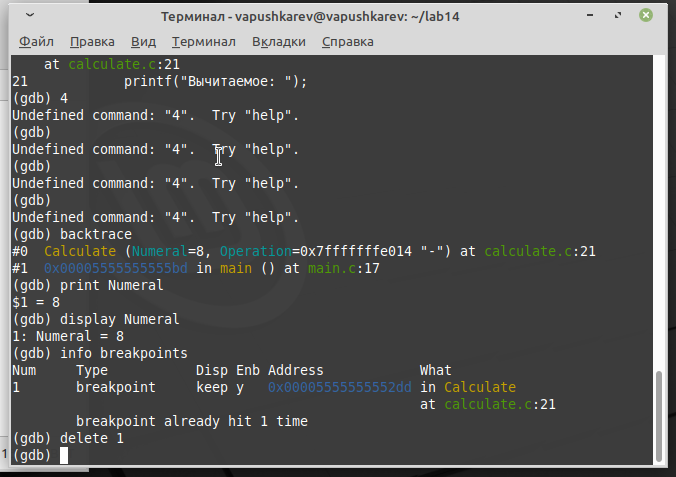 Терминал - vapushkarev@vapushkarev: ~/lab14
Файл Правка Вид Терминал Вкладки Справка
    at calculate.c:21
21            printf("Вычитаемое: ");
(gdb) 4
Undefined command: "4".  Try "help".
(gdb)
Undefined command: "4".  Try "help".
(gdb)
Undefined command: "4".  Try "help".
(gdb)
Undefined command: "4".  Try "help".
(gdb) backtrace
#0  Calculate (Numeral=8, Operation=0x7fffffffe014 "-") at calculate.c:21
#1  0x00005555555555bd in main () at main.c:17
(gdb) print Numeral
$1 = 8
(gdb) display Numeral
1: Numeral = 8
(gdb) info breakpoints
Num     Type           Disp Enb Address            What
1       breakpoint     keep y   0x00005555555552dd in Calculate
                                                   at calculate.c:21
        breakpoint already hit 1 time
(gdb) delete 1
(gdb)
1